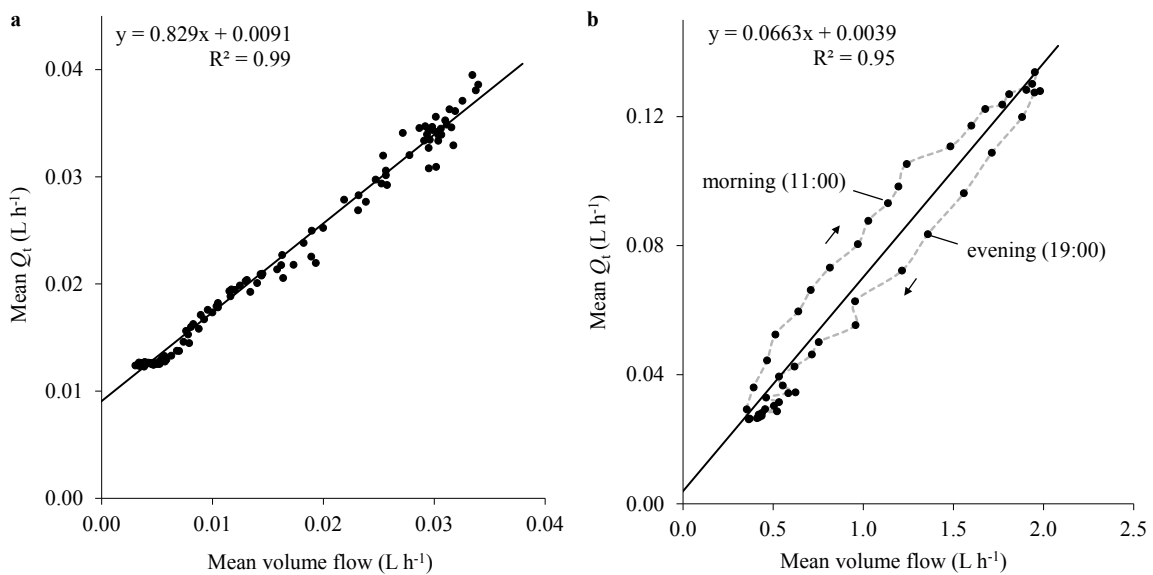 a
y = 0.829x + 0.0091
R² = 0.99
0.04
0.03
0.02
0.01
0.00
0.00 0.01 0.02 0.03 0.04
Mean Qt (L h-1)
Mean volume flow (L h-1)
b
y = 0.0663x + 0.0039
R² = 0.95
0.12
0.08
0.04
0.00
0.0 0.5 1.0 1.5 2.0 2.5
Mean Qt (L h-1)
morning (11:00)
evening (19:00)
Mean volume flow (L h-1)